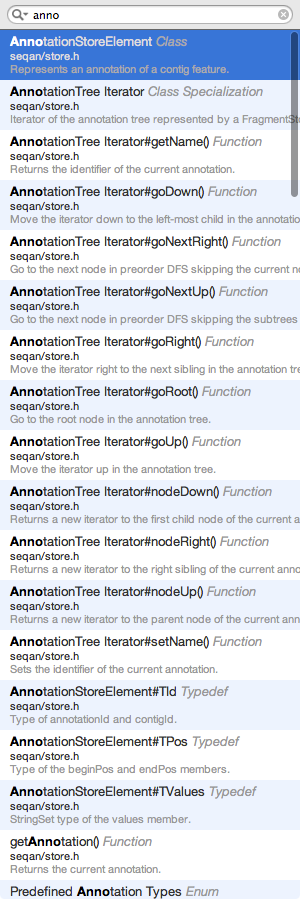 anno
AnnotationStoreElement Class
seqan/store.h
Represents an annotation of a contig feature.
AnnotationTree Iterator Class Specialization
seqan/store.h
Iterator of the annotation tree represented by a FragmentSto
AnnotationTree Iterator#getName() Function
seqan/store.h
Returns the identifier of the current annotation.
AnnotationTree Iterator#goDown() Function
seqan/store.h
Move the iterator down to the left-most child in the annotatio
AnnotationTree Iterator#goNextRight() Function
seqan/store.h
Go to the next node in preorder DFS skipping the current no
AnnotationTree Iterator#goNextUp() Function
seqan/store.h
Go to the next node in preorder DFS skipping the subtrees
AnnotationTree Iterator#goRight() Function
seqan/store.h
Move the iterator right to the next sibling in the annotation tre
AnnotationTree Iterator#goRoot() Function
seqan/store.h
Go to the root node in the annotation tree.
AnnotationTree Iterator#goUp() Function
seqan/store.h
Move the iterator up in the annotation tree.
AnnotationTree Iterator#nodeDown() Function
seqan/store.h
Returns a new iterator to the first child node of the current a
AnnotationTree Iterator#nodeRight() Function
seqan/store.h
Returns a new iterator to the right sibling of the current anno
AnnotationTree Iterator#nodeUp() Function
seqan/store.h
Returns a new iterator to the parent node of the current ann
AnnotationTree Iterator#setName() Function
seqan/store.h
Sets the identifier of the current annotation.
AnnotationStoreElement#TId Typedef
seqan/store.h
Type of annotationId and contigId.
AnnotationStoreElement#TPos Typedef
seqan/store.h
Type of the beginPos and endPos members.
AnnotationStoreElement#TValues Typedef
seqan/store.h
StringSet type of the values member.
getAnnotation() Function
seqan/store.h
Returns the current annotation.
Predefined Annotation Types Enum